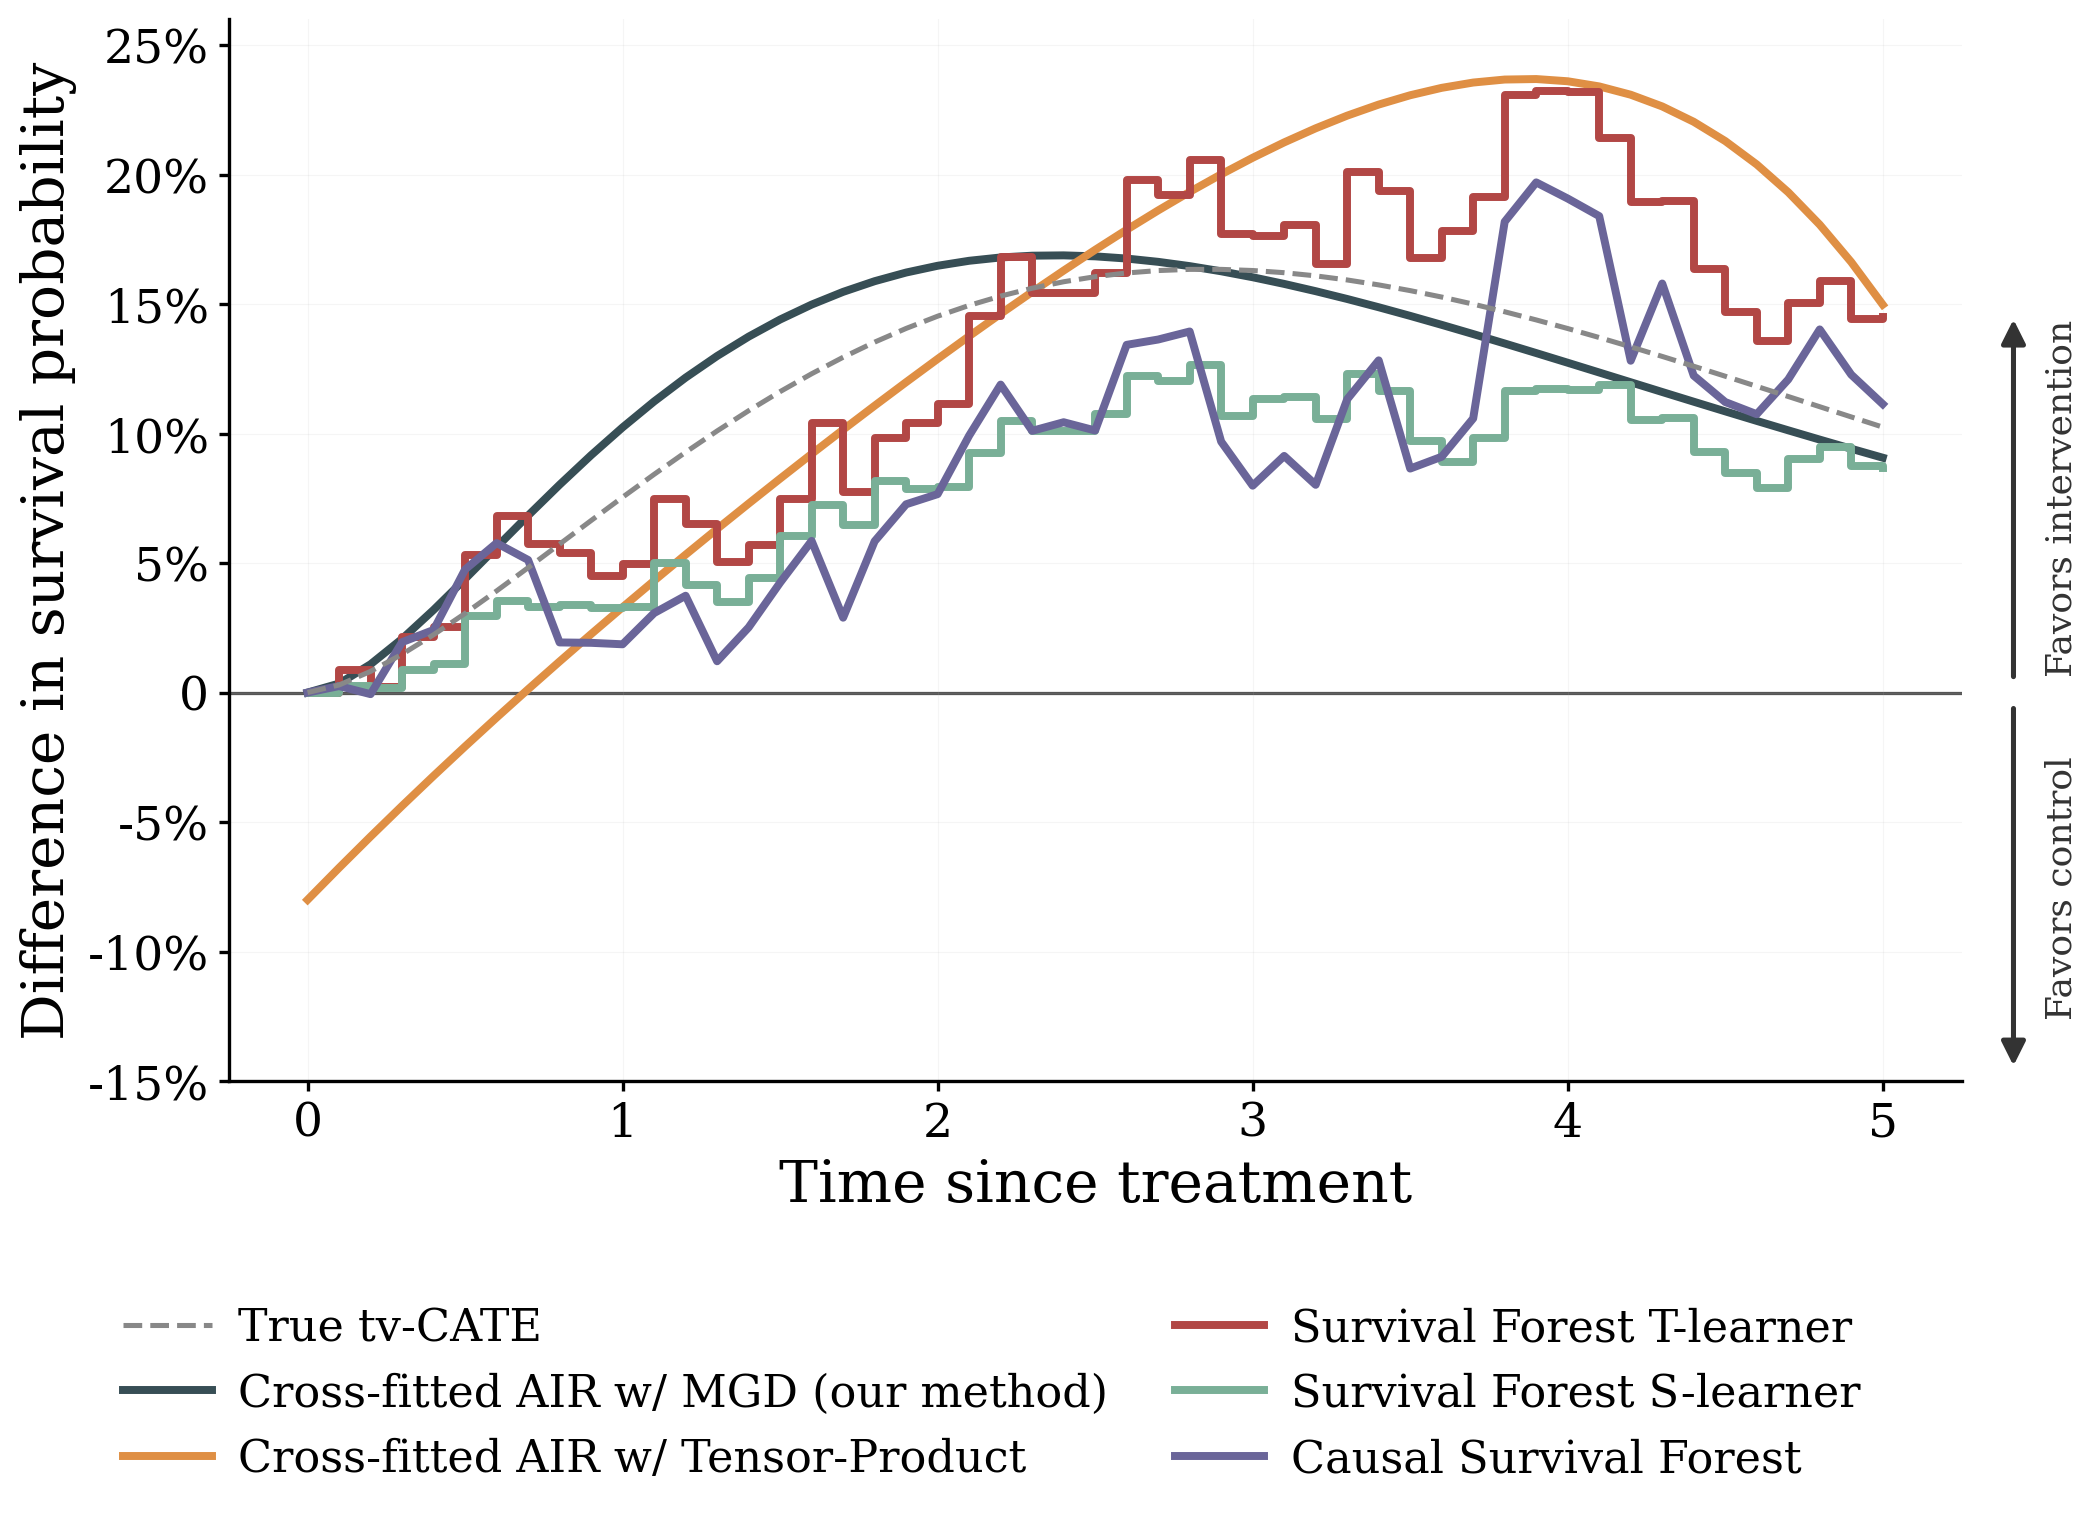 Difference in survival probability
25%
20%
15%
10%
5%
0
-5%
-10%
-15%
0 1 2 3 4 5
Time since treatment
Favors intervention
Favors control
True tv-CATE
Cross-fitted AIR w/ MGD (our method)
Cross-fitted AIR w/ Tensor-Product
Survival Forest T-learner
Survival Forest S-learner
Causal Survival Forest